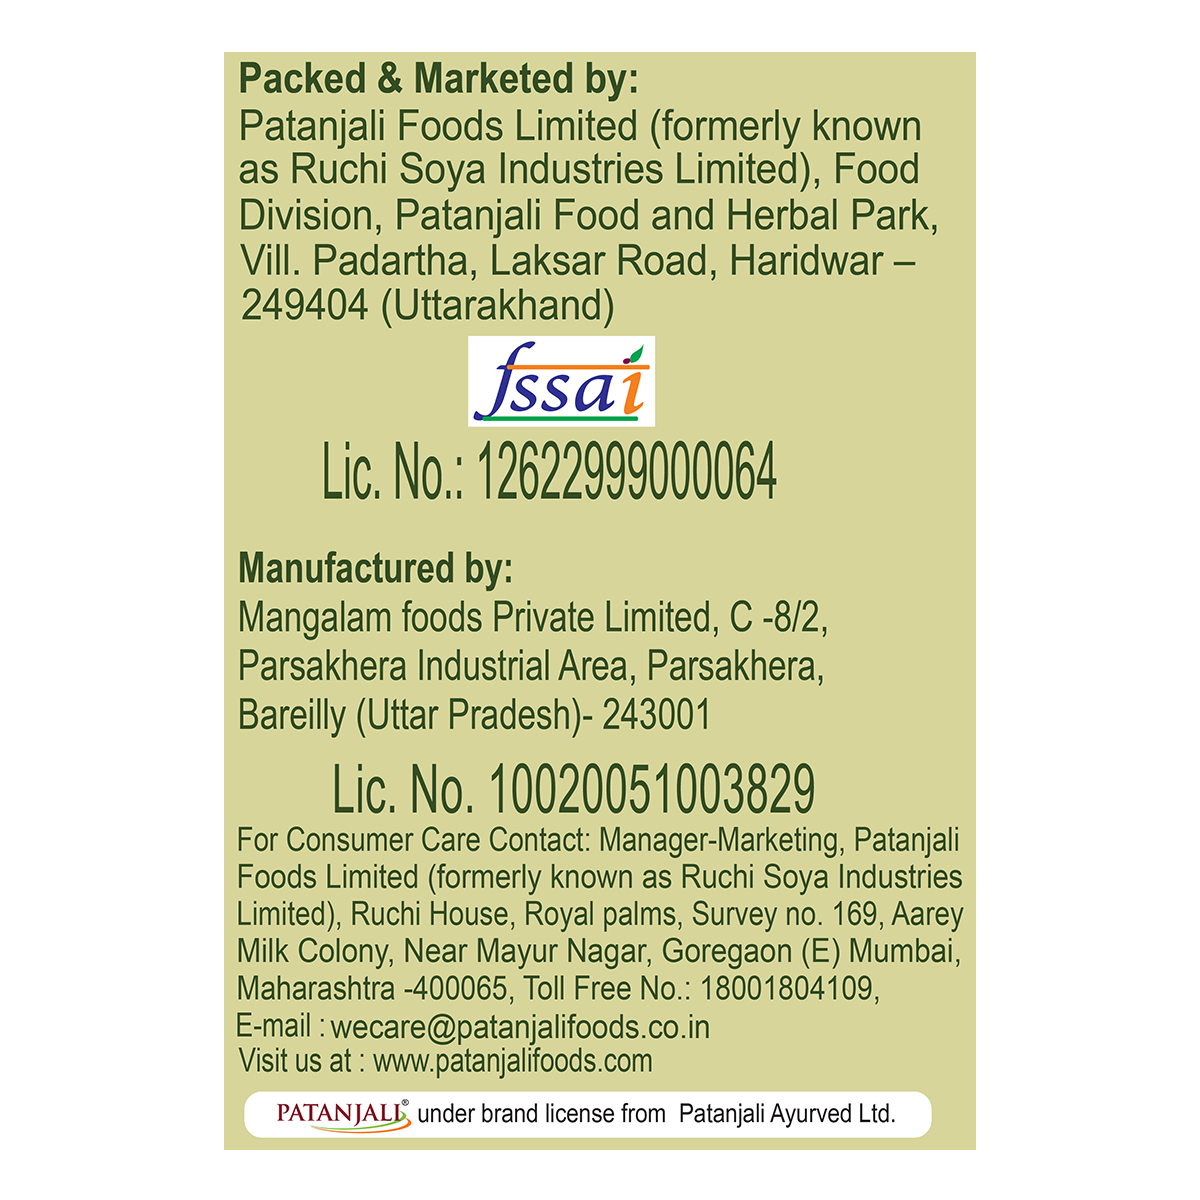 Packed & Marketed by:
Patanjali Foods Limited (formerly known
as Ruchi Soya Industries Limited), Food
Division, Patanjali Food and Herbal Park,
Vill. Padartha, Laksar Road, Haridwar –
249404 (Uttarakhand)
fssai
Lic. No.: 12622999000064
Manufactured by:
Mangalam foods Private Limited, C -8/2,
Parsakhera Industrial Area, Parsakhera,
Bareilly (Uttar Pradesh)- 243001
Lic. No. 10020051003829
For Consumer Care Contact: Manager-Marketing, Patanjali
Foods Limited (formerly known as Ruchi Soya Industries
Limited), Ruchi House, Royal palms, Survey no. 169, Aarey
Milk Colony, Near Mayur Nagar, Goregaon (E) Mumbai,
Maharashtra -400065, Toll Free No.: 18001804109,
E-mail : wecare@patanjalifoods.co.in
Visit us at : www.patanjalifoods.com
PATANJALI® under brand license from Patanjali Ayurved Ltd.